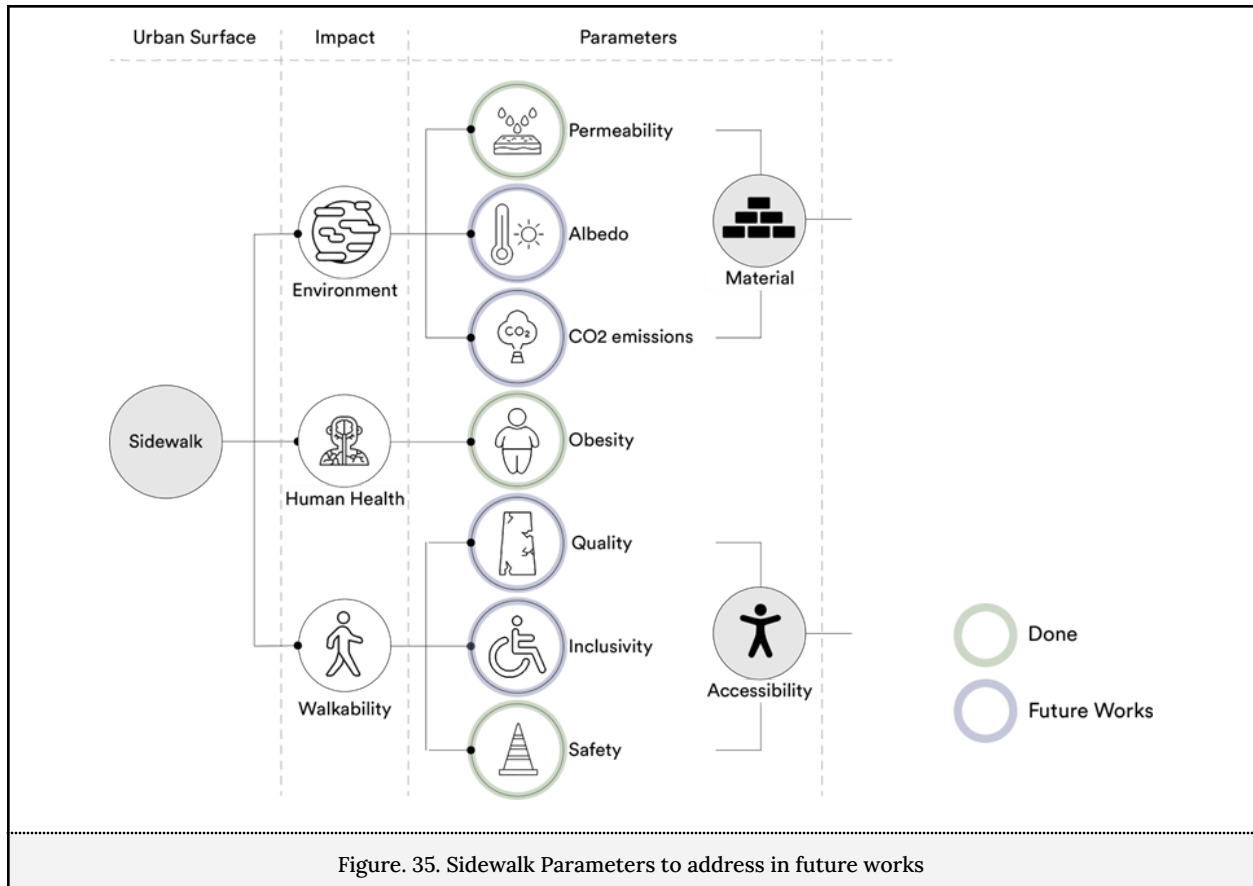 Urban Surface
Impact
Parameters
Permeability
Albedo
Material
Environment
CO2
CO2 emissions
Sidewalk
Obesity
Human Health
Quality
Inclusivity
Done
Accessibility
Walkability
Future Works
Safety
Figure. 35. Sidewalk Parameters to address in future works